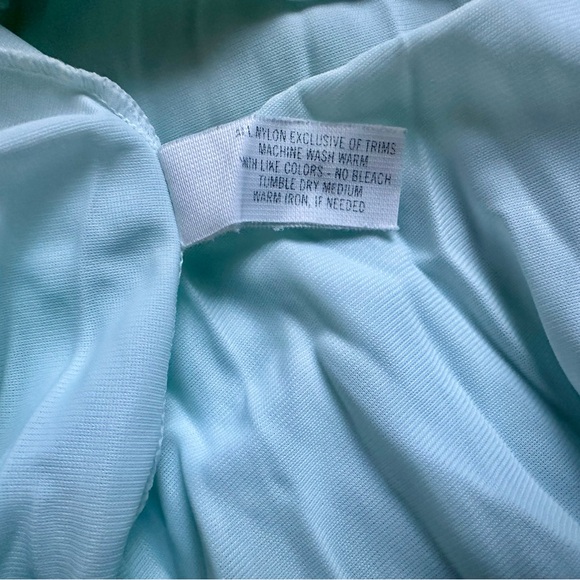 ALL NYLON EXCLUSIVE OF TRIMS
MACHINE WASH WARM
WITH LIKE COLORS - NO BLEACH
TUMBLE DRY MEDIUM
WARM IRON, IF NEEDED